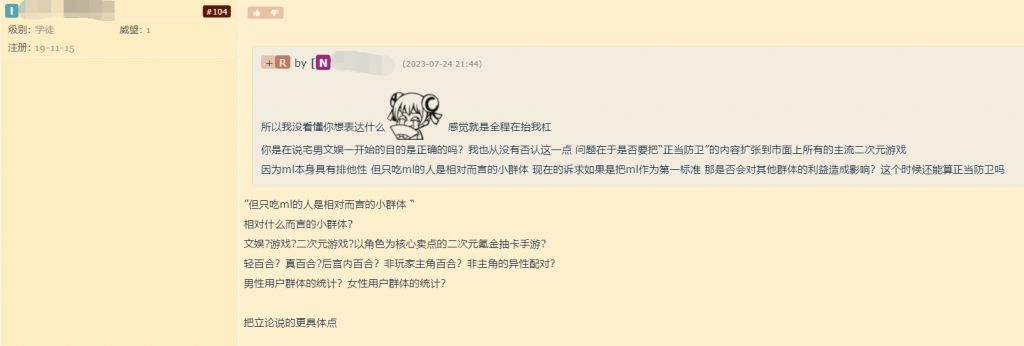 I
#104
级别: 学徒
威望: 1
注册: 19-11-15
+ R by [N
(2023-07-24 21:44)
所以我没看懂你想表达什么 感觉就是全程在抬我杠
你是在说宅男文娱一开始的目的是正确的吗？我也从没有否认这一点 问题在于是否要把“正当防卫”的内容扩张到市面上所有的主流二次元游戏
因为ml本身具有排他性 但只吃ml的人是相对而言的小群体 现在的诉求如果是把ml作为第一标准 那是否会对其他群体的利益造成影响？这个时候还能算正当防卫吗
“但只吃ml的人是相对而言的小群体 “
相对什么而言的小群体？
文娱?游戏?二次元游戏?以角色为核心卖点的二次元氪金抽卡手游?
轻百合？真百合?后宫内百合？非玩家主角百合？非主角的异性配对？
男性用户群体的统计？女性用户群体的统计？
把立论说的更具体点